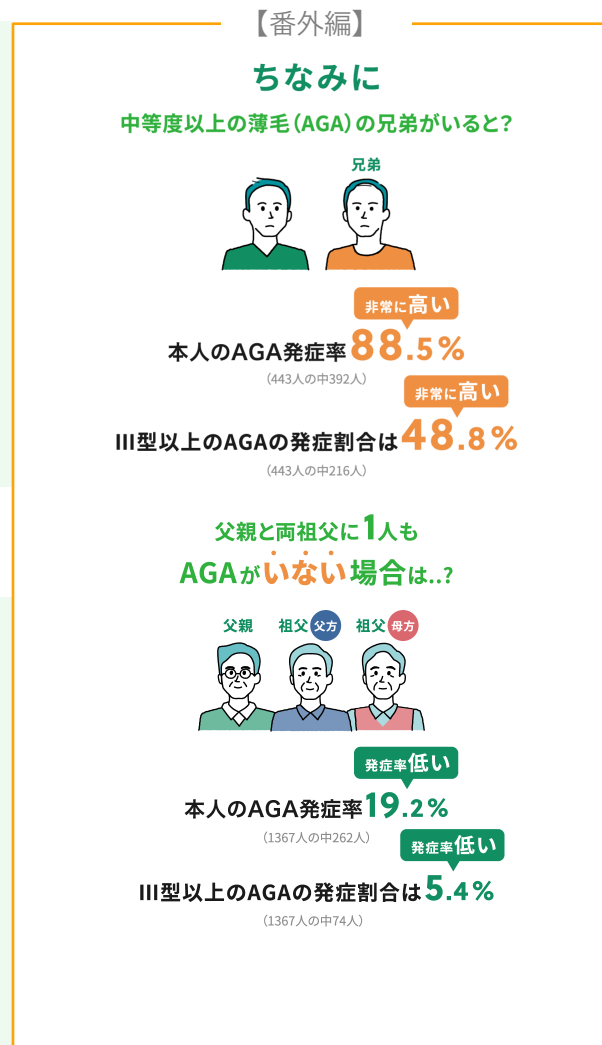 【番外編】
ちなみに
中等度以上の薄毛（AGA）の兄弟がいると？
兄弟
非常に高い
本人のAGA発症率88.5%
（443人の中392人）
非常に高い
III型以上のAGAの発症割合は48.8%
（443人の中216人）
父親と両祖父に1人も
AGAがいない場合は..?
父親 祖父 父方 祖父 母方
発症率低い
本人のAGA発症率19.2%
（1367人の中262人）
発症率低い
III型以上のAGAの発症割合は5.4%
（1367人の中74人）